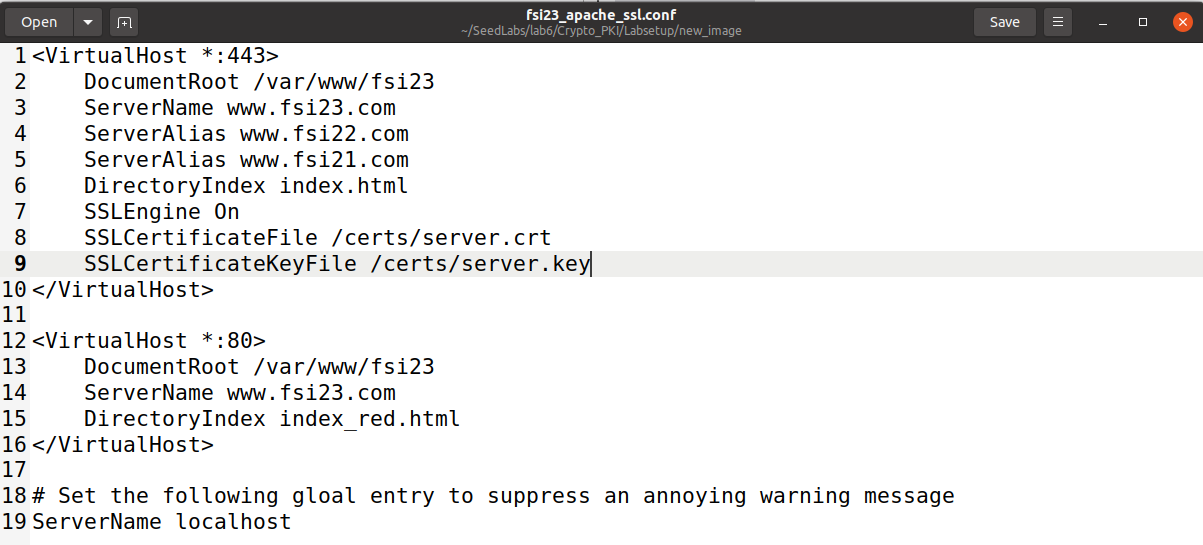 Open
fsi23_apache_ssl.conf
~/SeedLabs/lab6/Crypto_PKI/Labsetup/new_image
Save
1 <VirtualHost *:443>
2     DocumentRoot /var/www/fsi23
3     ServerName www.fsi23.com
4     ServerAlias www.fsi22.com
5     ServerAlias www.fsi21.com
6     DirectoryIndex index.html
7     SSLEngine On
8     SSLCertificateFile /certs/server.crt
9     SSLCertificateKeyFile /certs/server.key
10 </VirtualHost>
11
12 <VirtualHost *:80>
13     DocumentRoot /var/www/fsi23
14     ServerName www.fsi23.com
15     DirectoryIndex index_red.html
16 </VirtualHost>
17
18 # Set the following gloal entry to suppress an annoying warning message
19 ServerName localhost